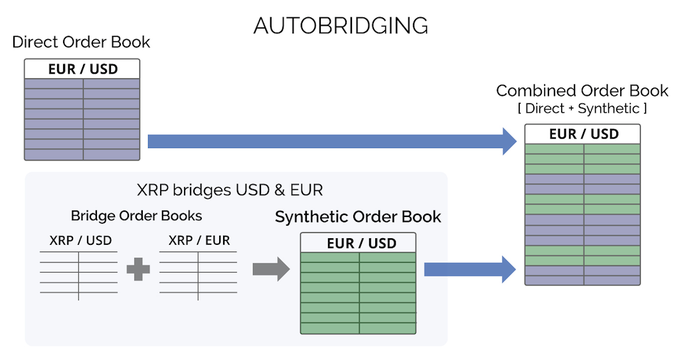 AUTOBRIDGING
Direct Order Book
EUR / USD
Combined Order Book
[ Direct + Synthetic ]
EUR / USD
XRP bridges USD & EUR
Bridge Order Books
XRP / USD
XRP / EUR
Synthetic Order Book
EUR / USD